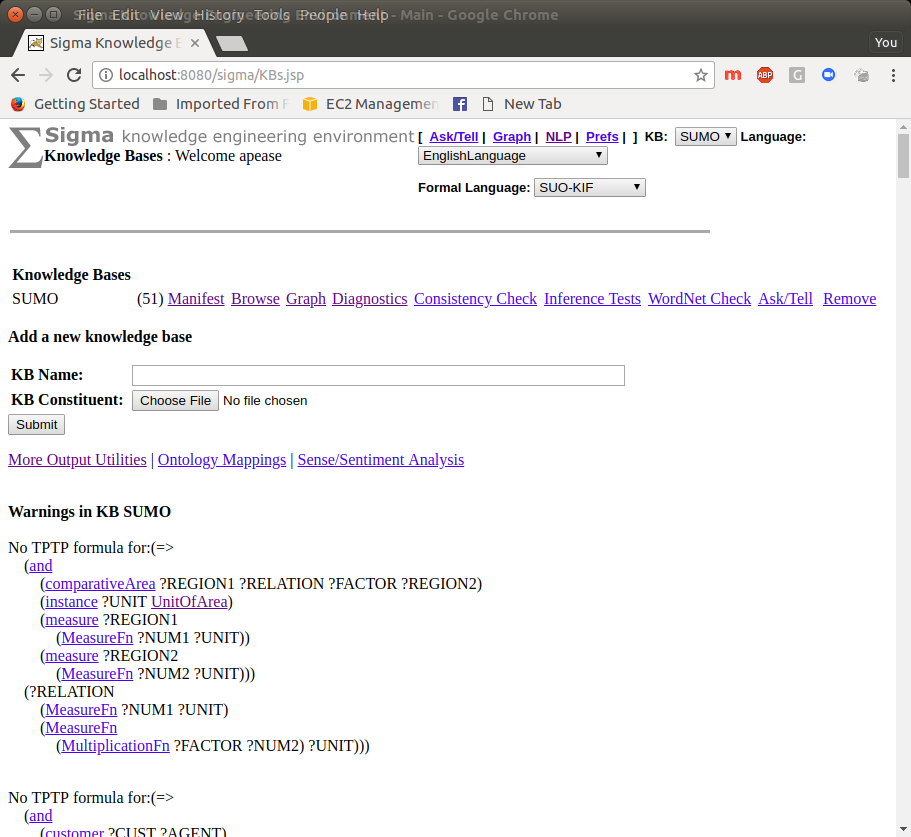 Sigma Knowledge Engineering Environment - Main - Google Chrome
File Edit View History Tools People Help
Sigma Knowledge E
You
localhost:8080/sigma/KBs.jsp
m ABP G
Getting Started Imported From F EC2 Managemen f New Tab
Sigma knowledge engineering environment [ Ask/Tell | Graph | NLP | Prefs | ] KB: SUMO Language:
Knowledge Bases : Welcome apease EnglishLanguage
Formal Language: SUO-KIF
Knowledge Bases
SUMO (51) Manifest Browse Graph Diagnostics Consistency Check Inference Tests WordNet Check Ask/Tell Remove
Add a new knowledge base
KB Name:
KB Constituent: Choose File No file chosen
Submit
More Output Utilities | Ontology Mappings | Sense/Sentiment Analysis
Warnings in KB SUMO
No TPTP formula for:(=>
(and
(comparativeArea ?REGION1 ?RELATION ?FACTOR ?REGION2)
(instance ?UNIT UnitOfArea)
(measure ?REGION1
(MeasureFn ?NUM1 ?UNIT))
(measure ?REGION2
(MeasureFn ?NUM2 ?UNIT)))
(?RELATION
(MeasureFn ?NUM1 ?UNIT)
(MeasureFn
(MultiplicationFn ?FACTOR ?NUM2) ?UNIT)))
No TPTP formula for:(=>
(and
(customer ?CUST ?AGENT)